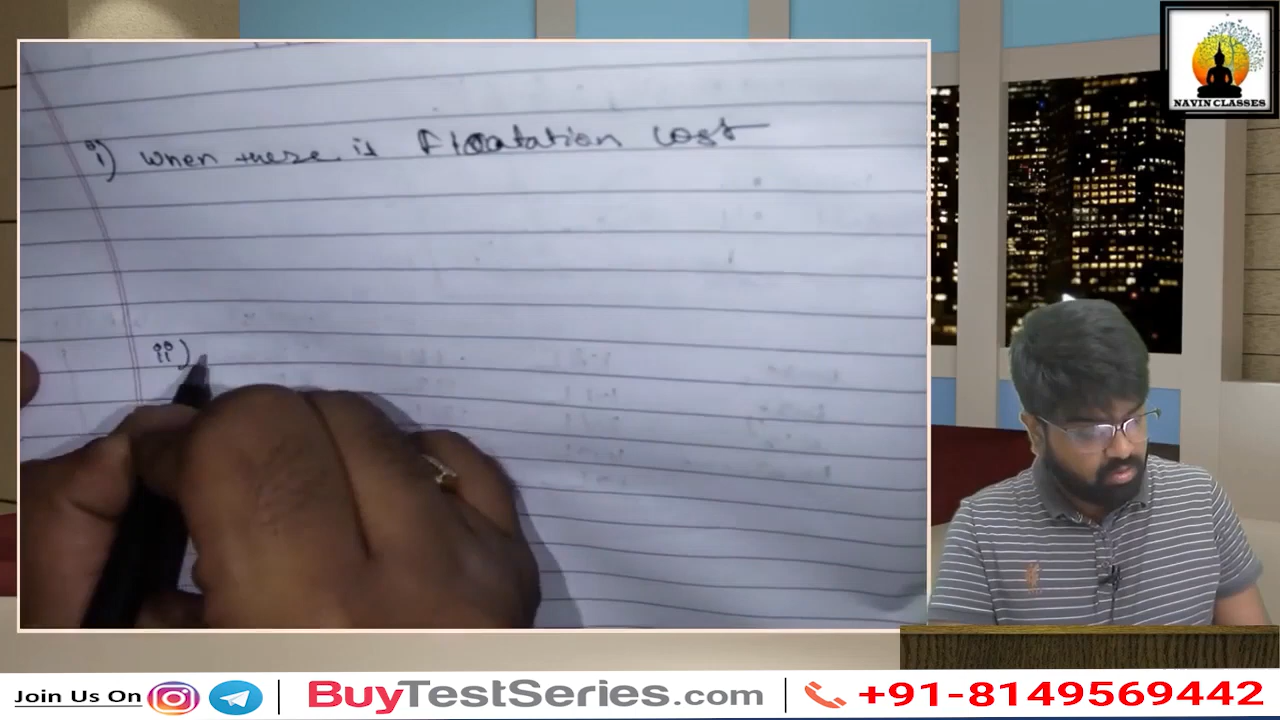 NAVIN CLASSES
i) when there is floatation cost
ii)
Join Us On
BuyTestSeries.com
+91-8149569442